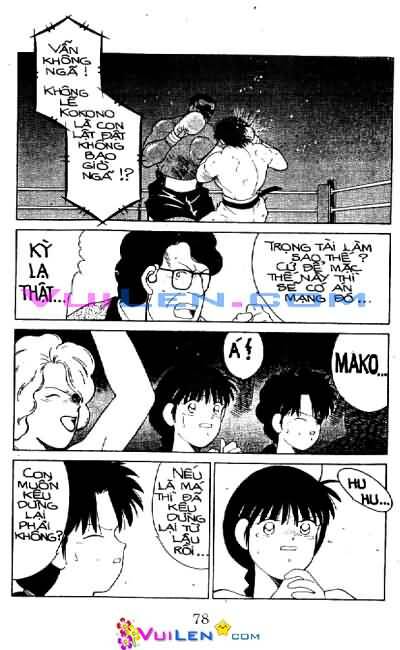 VẪN
KHÔNG
NGÃ!
KHÔNG
LẼ
KOKONO
LÀ CON
LẬT ĐẬT
KHÔNG
BAO
GIỜ
NGÃ!?
KỲ
LẠ
THẬT...
TRỌNG TÀI LÀM
SAO THẾ?
CỨ ĐỂ MẶC
THẾ NÀY THÌ
SẼ CÓ ÁN
MẠNG ĐÓ...
VUILEN.COM
Á!
MAKO...
CON
MUỐN
KÊU
DỪNG
LẠI
PHẢI
KHÔNG?
NẾU
LÀ MÁ
THÌ ĐÃ
KÊU
DỪNG
LẠI TỪ
LÂU
RỒI...
HU
HU...
78
VUILEN.COM